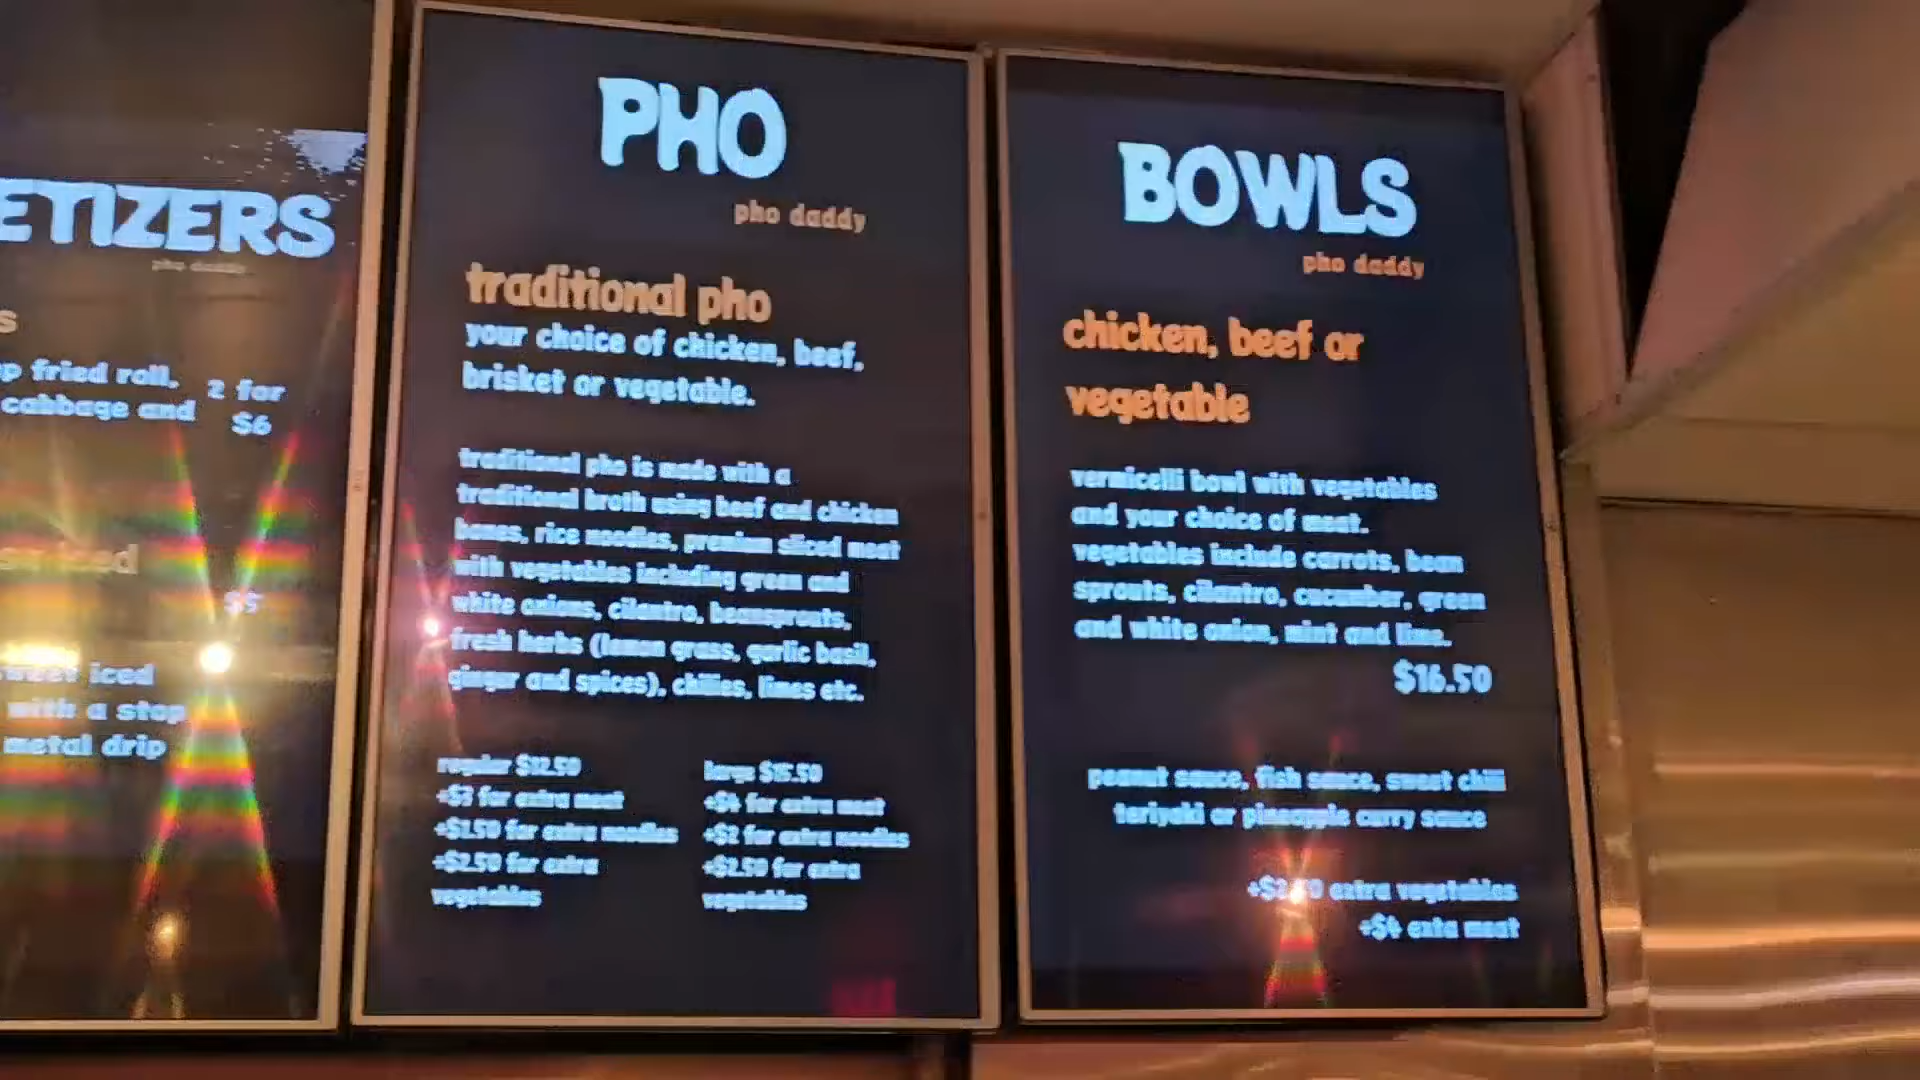 ETIZERS
pho daddy
s
p fried roll.
cabbage and
2 for
$6
$5
iced
with a stop
metal drip
PHO
pho daddy
traditional pho
your choice of chicken, beef,
brisket or vegetable.
traditional pho is made with a
traditional broth using beef and chicken
bones, rice noodles, premium sliced meat
with vegetables including green and
white onions, cilantro, beansprouts,
fresh herbs (lemon grass, garlic basil,
ginger and spices), chilies, limes etc.
regular $12.50
+$3 for extra meat
+$1.50 for extra noodles
+$2.50 for extra
vegetables
large $15.50
+$4 for extra meat
+$2 for extra noodles
+$2.50 for extra
vegetables
BOWLS
pho daddy
chicken, beef or
vegetable
vermicelli bowl with vegetables
and your choice of meat.
vegetables include carrots, bean
sprouts, cilantro, cucumber, green
and white onion, mint and lime.
$16.50
peanut sauce, fish sauce, sweet chili
teriyaki or pineapple curry sauce
extra vegetables
+$4 exta meat